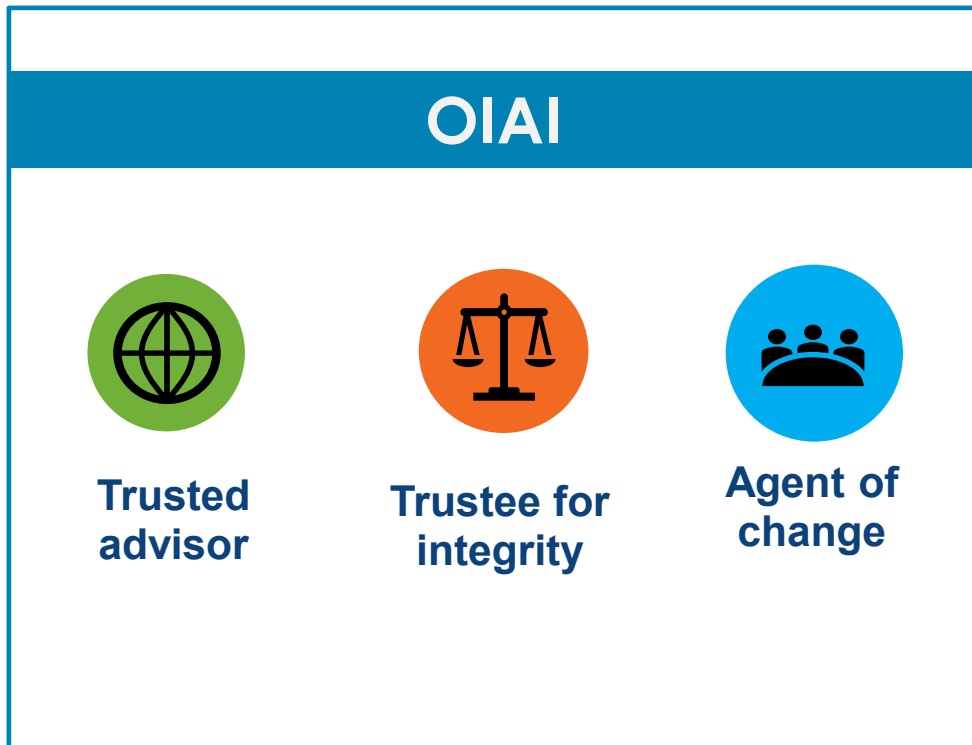 OIAI
Trusted
advisor
Trustee for
integrity
Agent of
change